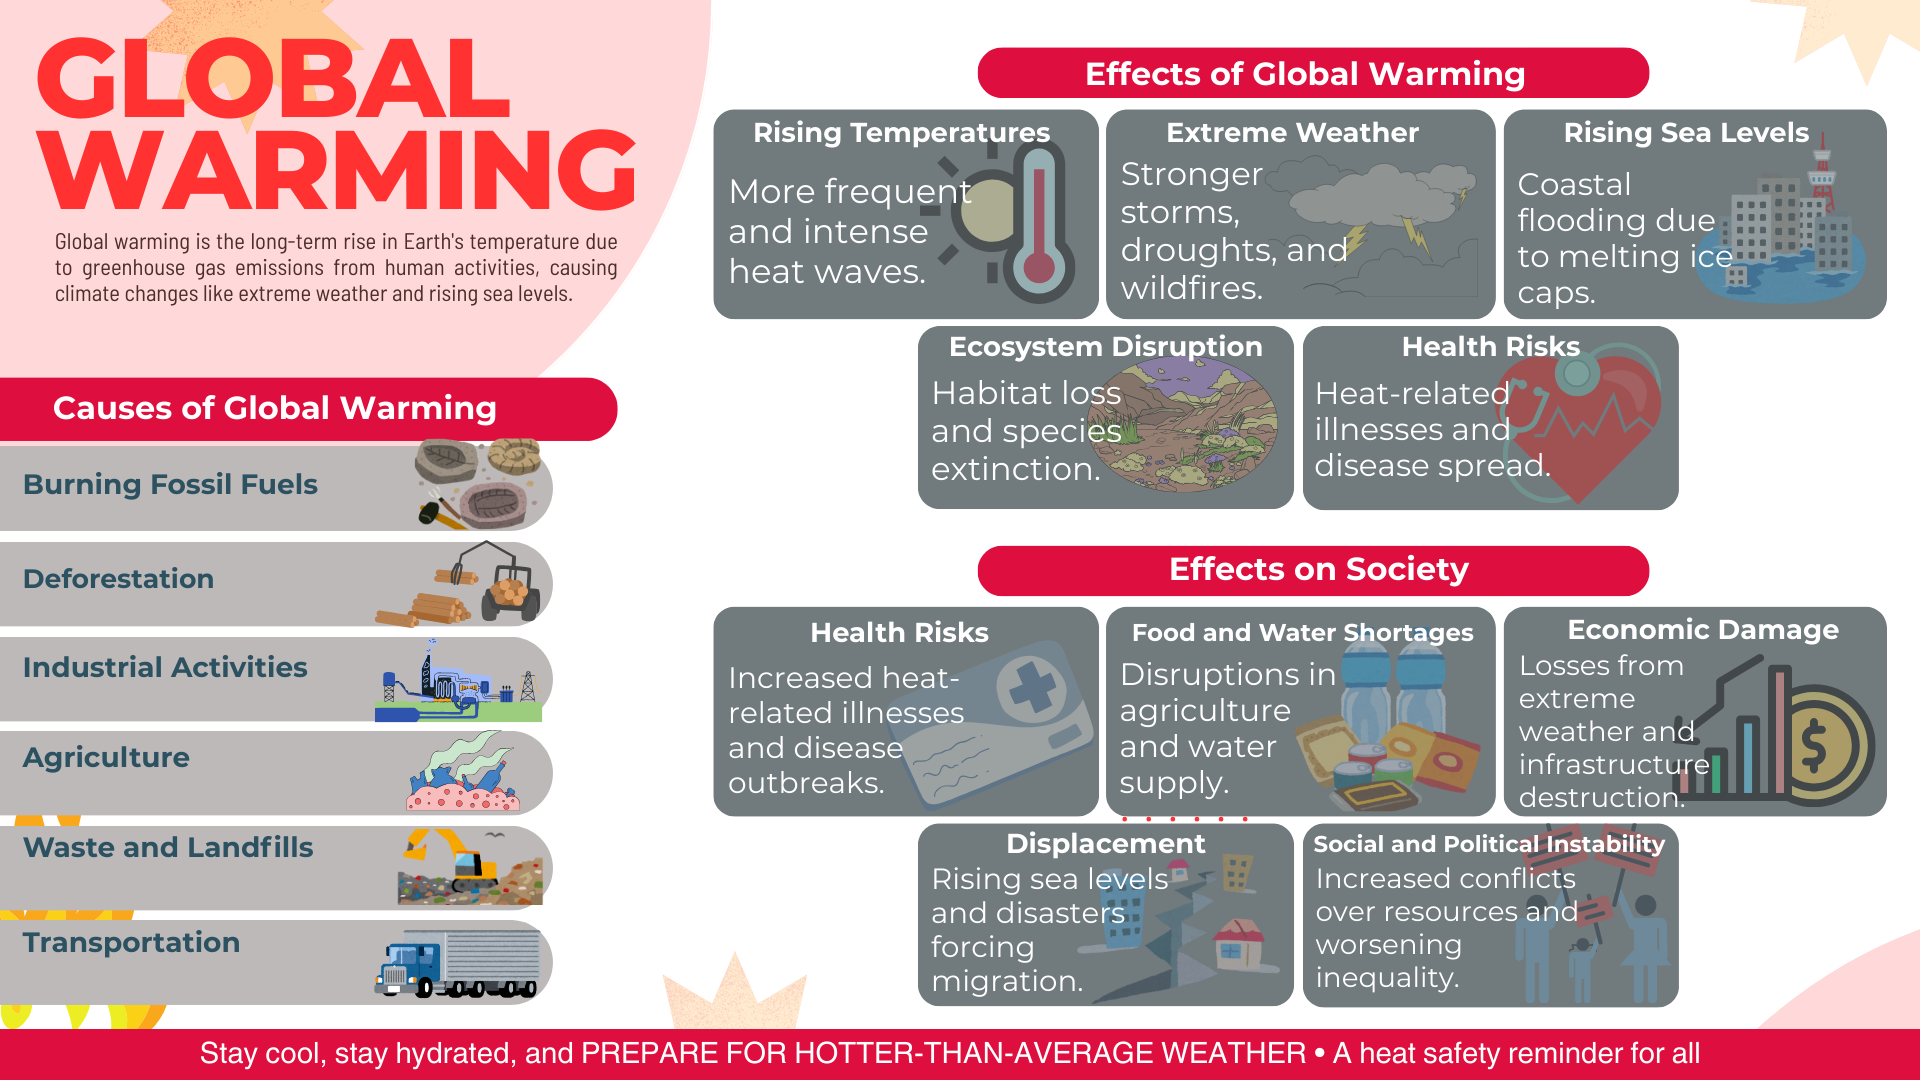 GLOBAL
WARMING
Global warming is the long-term rise in Earth's temperature due
to greenhouse gas emissions from human activities, causing
climate changes like extreme weather and rising sea levels.
Causes of Global Warming
Burning Fossil Fuels
Deforestation
Industrial Activities
Agriculture
Waste and Landfills
Transportation
Effects of Global Warming
Rising Temperatures
More frequent
and intense
heat waves.
Extreme Weather
Stronger
storms,
droughts, and
wildfires.
Rising Sea Levels
Coastal
flooding due
to melting ice
caps.
Ecosystem Disruption
Habitat loss
and species
extinction.
Health Risks
Heat-related
illnesses and
disease spread.
Effects on Society
Health Risks
Increased heat-
related illnesses
and disease
outbreaks.
Food and Water Shortages
Disruptions in
agriculture
and water
supply.
Economic Damage
Losses from
extreme
weather and
infrastructure
destruction.
$
Displacement
Rising sea levels
and disasters
forcing
migration.
Social and Political Instability
Increased conflicts
over resources and
worsening
inequality.
Stay cool, stay hydrated, and PREPARE FOR HOTTER-THAN-AVERAGE WEATHER • A heat safety reminder for all